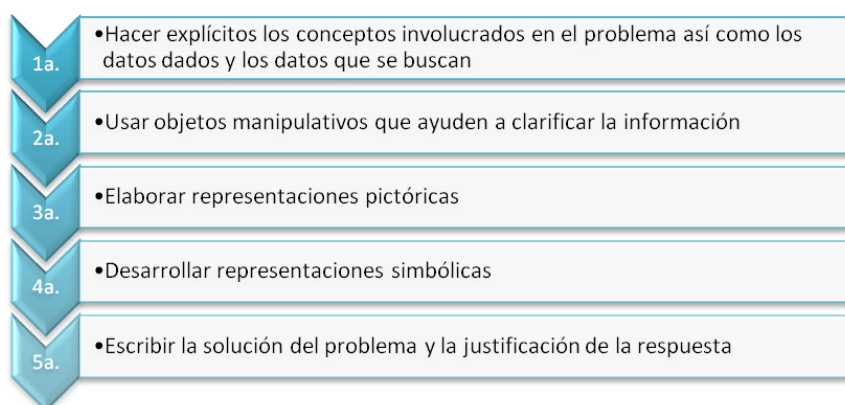 1a.
•Hacer explícitos los conceptos involucrados en el problema así como los
datos dados y los datos que se buscan
2a.
•Usar objetos manipulativos que ayuden a clarificar la información
3a.
•Elaborar representaciones pictóricas
4a.
•Desarrollar representaciones simbólicas
5a.
•Escribir la solución del problema y la justificación de la respuesta